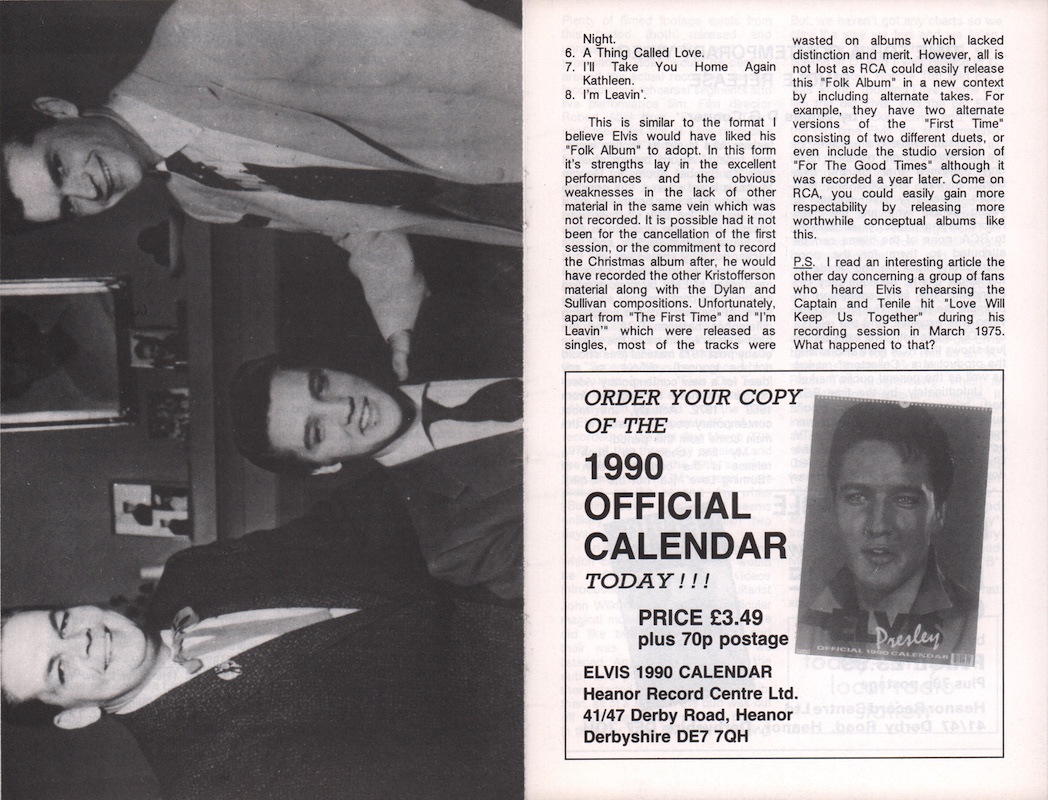 Night.
6. A Thing Called Love.
7. I'll Take You Home Again
Kathleen.
8. I'm Leavin'.
This is similar to the format I
believe Elvis would have liked his
"Folk Album" to adopt. In this form
it's strengths lay in the excellent
performances and the obvious
weaknesses in the lack of other
material in the same vein which was
not recorded. It is possible had it not
been for the cancellation of the first
session, or the commitment to record
the Christmas album after, he would
have recorded the other Kristofferson
material along with the Dylan and
Sullivan compositions. Unfortunately,
apart from "The First Time" and "I'm
Leavin'" which were released as
singles, most of the tracks were
wasted on albums which lacked
distinction and merit. However, all is
not lost as RCA could easily release
this "Folk Album" in a new context
by including alternate takes. For
example, they have two alternate
versions of the "First Time"
consisting of two different duets, or
even include the studio version of
"For The Good Times" although it
was recorded a year later. Come on
RCA, you could easily gain more
respectability by releasing more
worthwhile conceptual albums like
this.
P.S. I read an interesting article the
other day concerning a group of fans
who heard Elvis rehearsing the
Captain and Tenile hit "Love Will
Keep Us Together" during his
recording session in March 1975.
What happened to that?
ORDER YOUR COPY
OF THE
1990
OFFICIAL
CALENDAR
TODAY!!!
PRICE £3.49
plus 70p postage
ELVIS 1990 CALENDAR
Heanor Record Centre Ltd.
41/47 Derby Road, Heanor
Derbyshire DE7 7QH
ELVIS
Presley
OFFICIAL 1990 CALENDAR